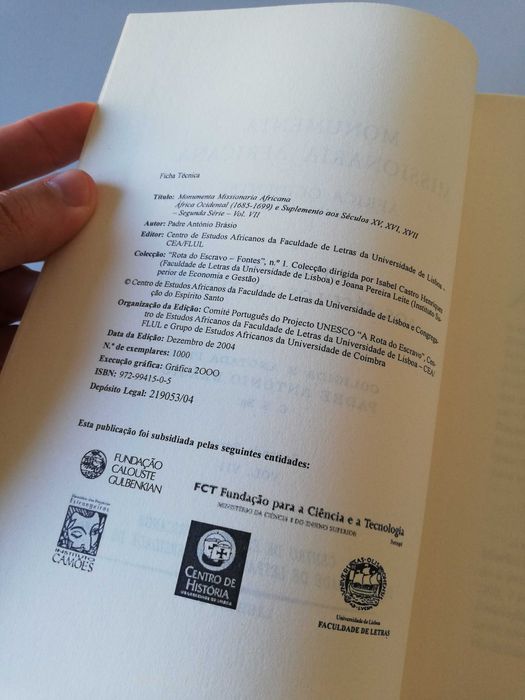 Ficha Técnica
Título: Monumenta Missionaria Africana
África Ocidental (1685-1699) e Suplemento aos Séculos XV, XVI, XVII
– Segunda Série – Vol. VII
Autor: Padre António Brásio
Editor: Centro de Estudos Africanos da Faculdade de Letras da Universidade de Lisboa -
CEA/FLUL
Colecção: "Rota do Escravo – Fontes", n.º 1. Colecção dirigida por Isabel Castro Henriques
(Faculdade de Letras da Universidade de Lisboa) e Joana Pereira Leite (Instituto Su-
perior de Economia e Gestão)
© Centro de Estudos Africanos da Faculdade de Letras da Universidade de Lisboa e Congrega-
ção do Espírito Santo
Organização da Edição: Comité Português do Projecto UNESCO "A Rota do Escravo", Cen-
tro de Estudos Africanos da Faculdade de Letras da Universidade de Lisboa – CEA/
FLUL e Grupo de Estudos Africanos da Universidade de Coimbra
Data da Edição: Dezembro de 2004
N.º de exemplares: 1000
Execução gráfica: Gráfica 2OOO
ISBN: 972-99415-0-5
Depósito Legal: 219053/04
Esta publicação foi subsidiada pelas seguintes entidades:
FUNDAÇÃO
CALOUSTE
GULBENKIAN
FCT Fundação para a Ciência e a Tecnologia
MINISTÉRIO DA CIÊNCIA E DO ENSINO SUPERIOR
Portugal
Ministério dos Negócios
Estrangeiros
INSTITUTO
CAMÕES
CENTRO DE
HISTÓRIA
UNIVERSIDADE DE LISBOA
Universidade de Lisboa
FACULDADE DE LETRAS